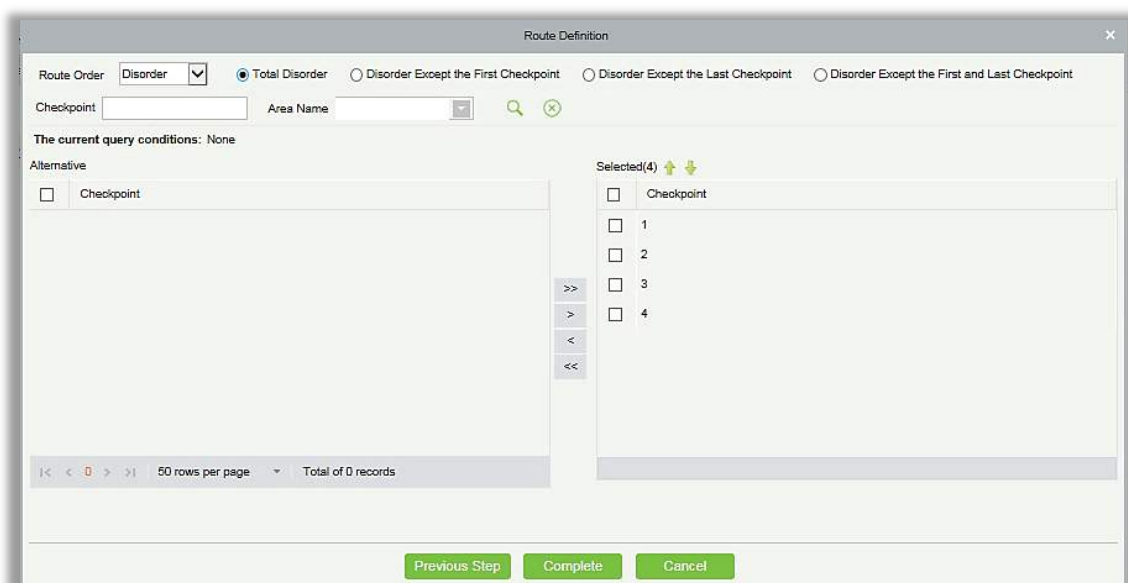 Route Definition
Route Order Disorder Total Disorder Disorder Except the First Checkpoint Disorder Except the Last Checkpoint Disorder Except the First and Last Checkpoint
Checkpoint Area Name
The current query conditions: None
Alternative
Checkpoint
|< < 0 > >| 50 rows per page Total of 0 records
>>
>
<
<<
Selected(4)
Checkpoint
1
2
3
4
Previous Step Complete Cancel